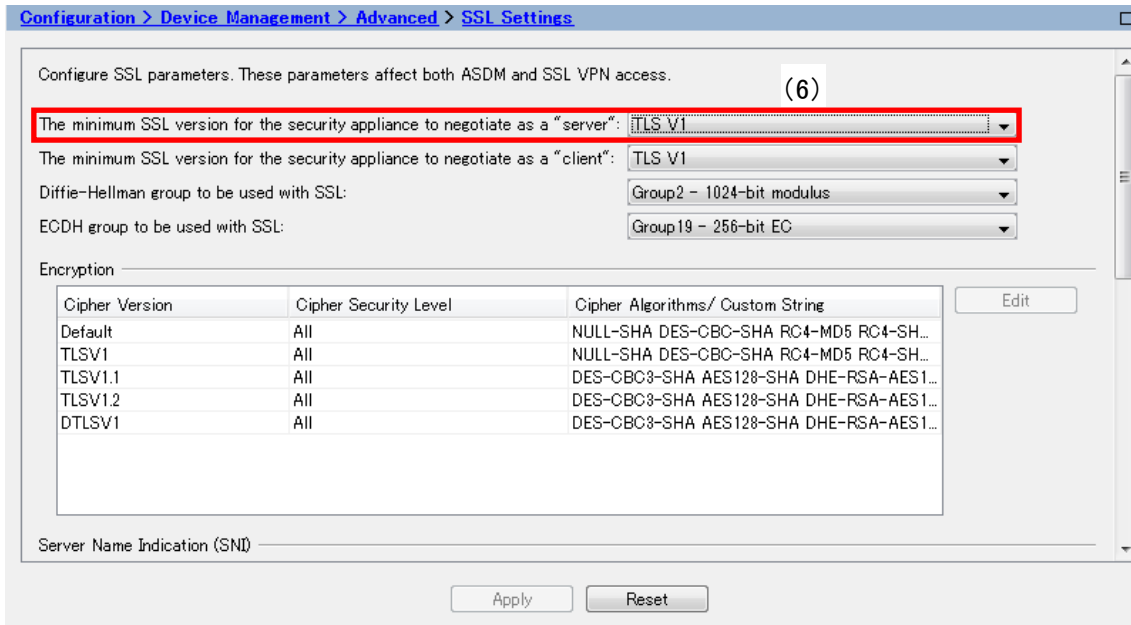 Configuration > Device Management > Advanced > SSL Settings
Configure SSL parameters. These parameters affect both ASDM and SSL VPN access.
(6)
The minimum SSL version for the security appliance to negotiate as a "server": TLS V1
The minimum SSL version for the security appliance to negotiate as a "client": TLS V1
Diffie-Hellman group to be used with SSL: Group2 - 1024-bit modulus
ECDH group to be used with SSL: Group19 - 256-bit EC
Encryption
Cipher Version Cipher Security Level Cipher Algorithms/ Custom String Edit
Default All NULL-SHA DES-CBC-SHA RC4-MD5 RC4-SH...
TLSV1 All NULL-SHA DES-CBC-SHA RC4-MD5 RC4-SH...
TLSV1.1 All DES-CBC3-SHA AES128-SHA DHE-RSA-AES1...
TLSV1.2 All DES-CBC3-SHA AES128-SHA DHE-RSA-AES1...
DTLSV1 All DES-CBC3-SHA AES128-SHA DHE-RSA-AES1...
Server Name Indication (SNI)
Apply Reset